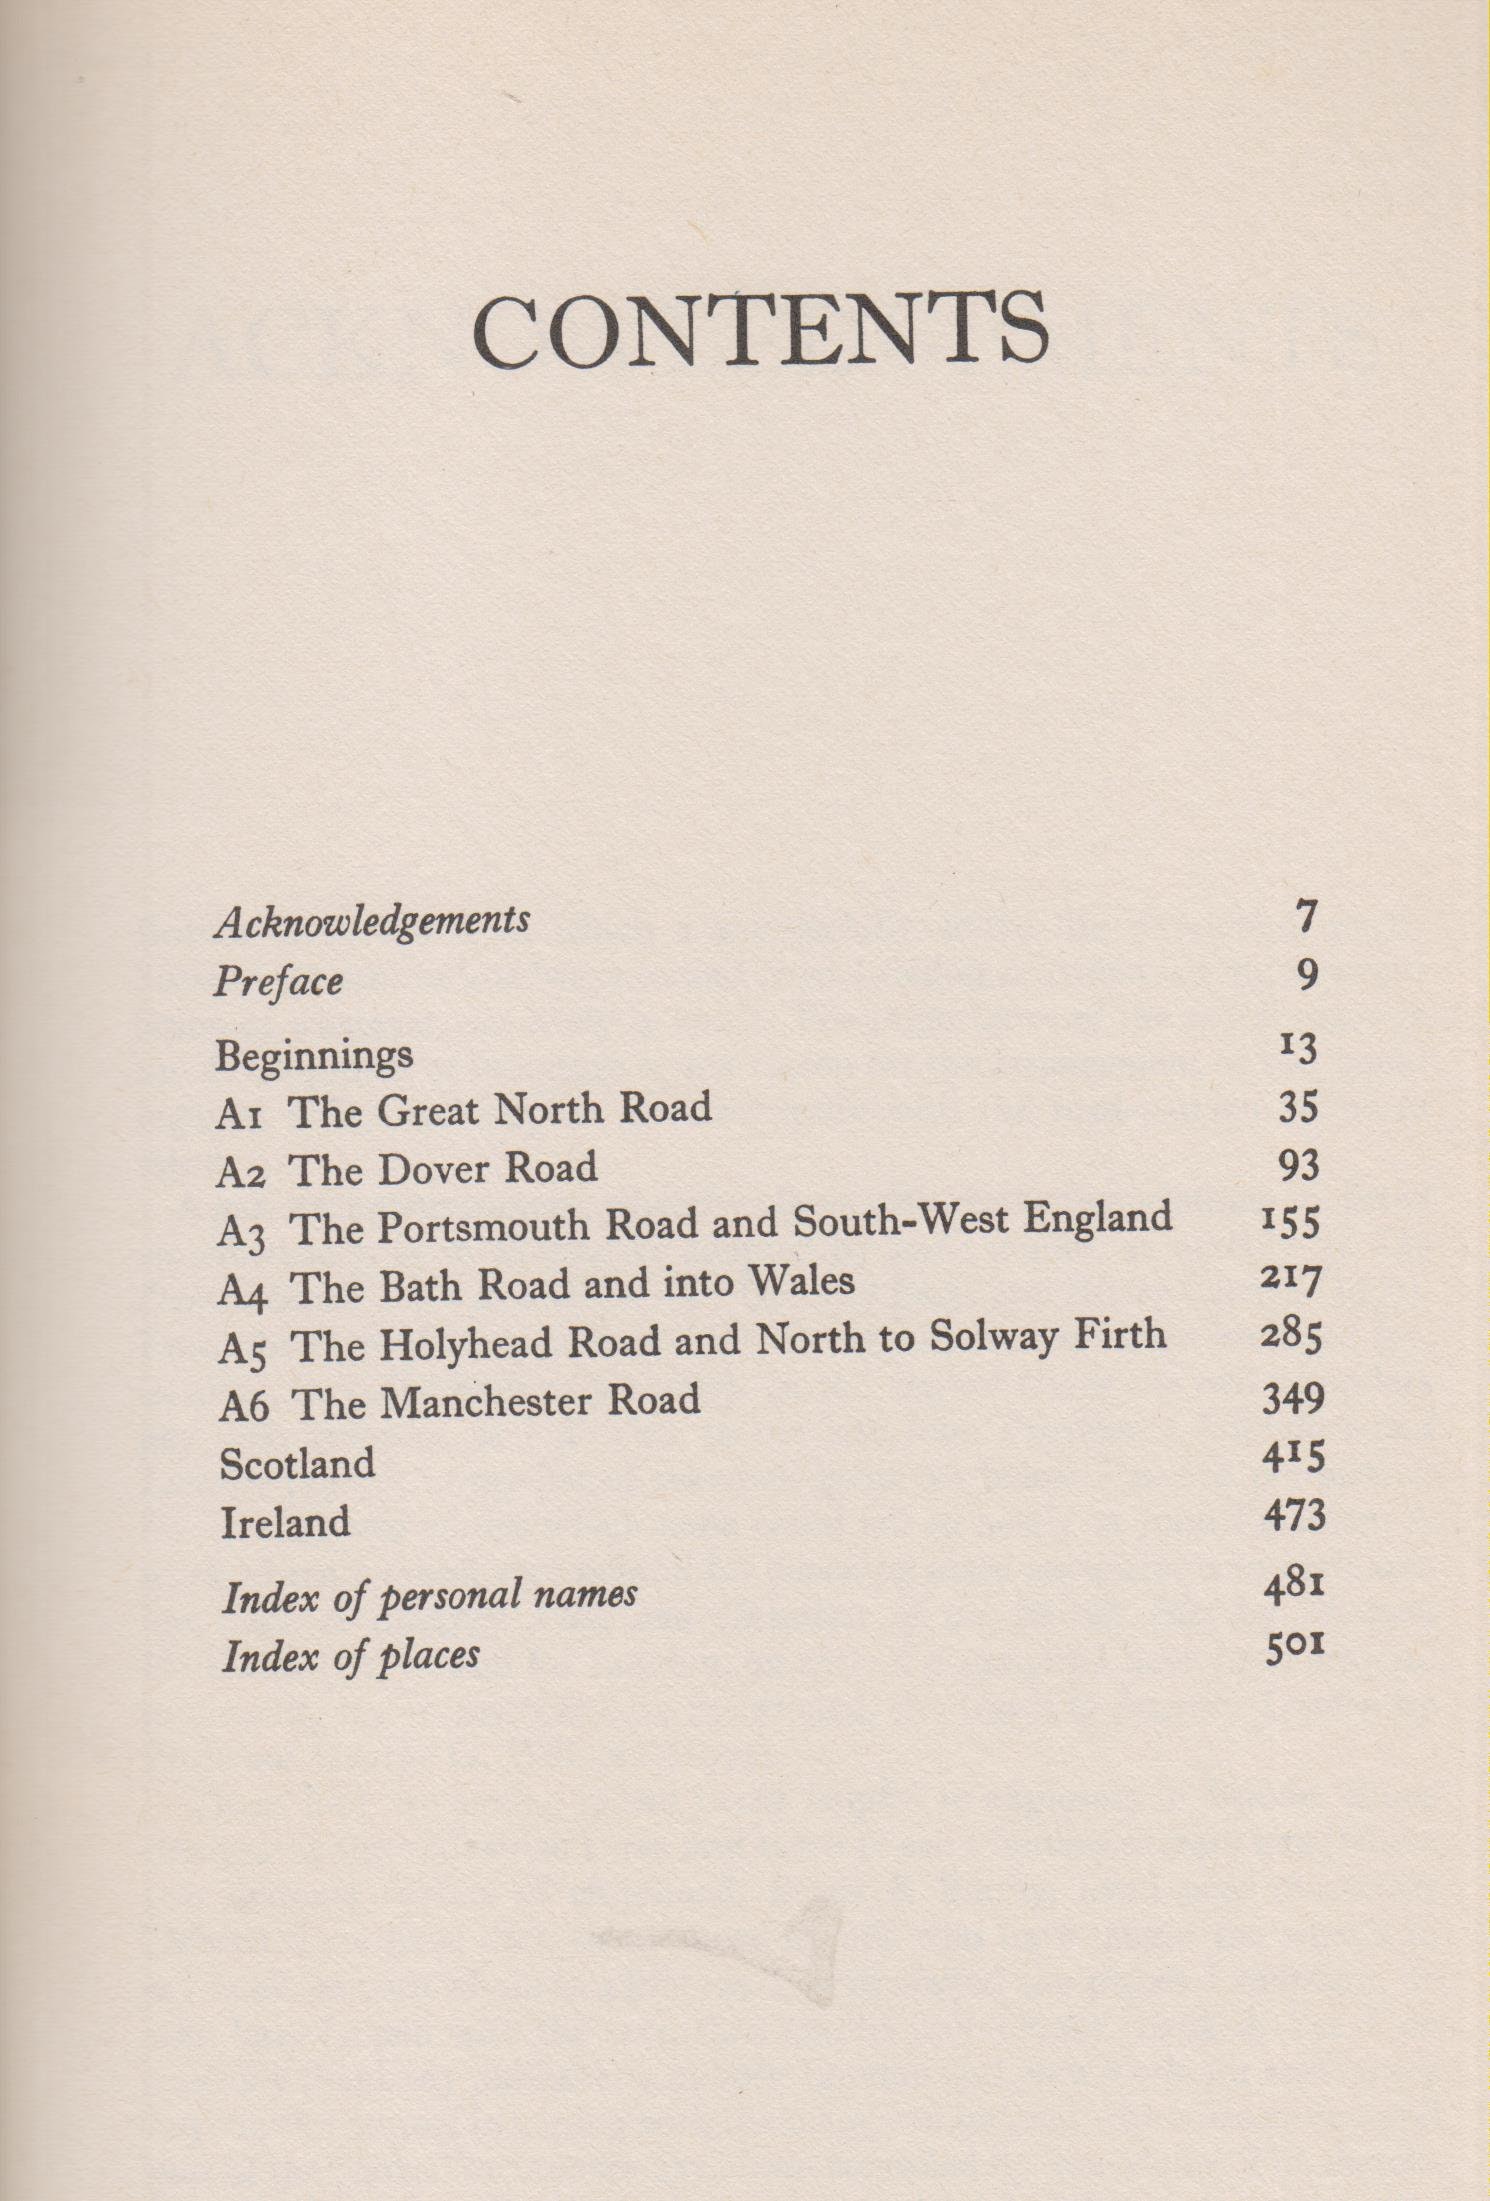 CONTENTS
Acknowledgements 7
Preface 9
Beginnings 13
A1 The Great North Road 35
A2 The Dover Road 93
A3 The Portsmouth Road and South-West England 155
A4 The Bath Road and into Wales 217
A5 The Holyhead Road and North to Solway Firth 285
A6 The Manchester Road 349
Scotland 415
Ireland 473
Index of personal names 481
Index of places 501